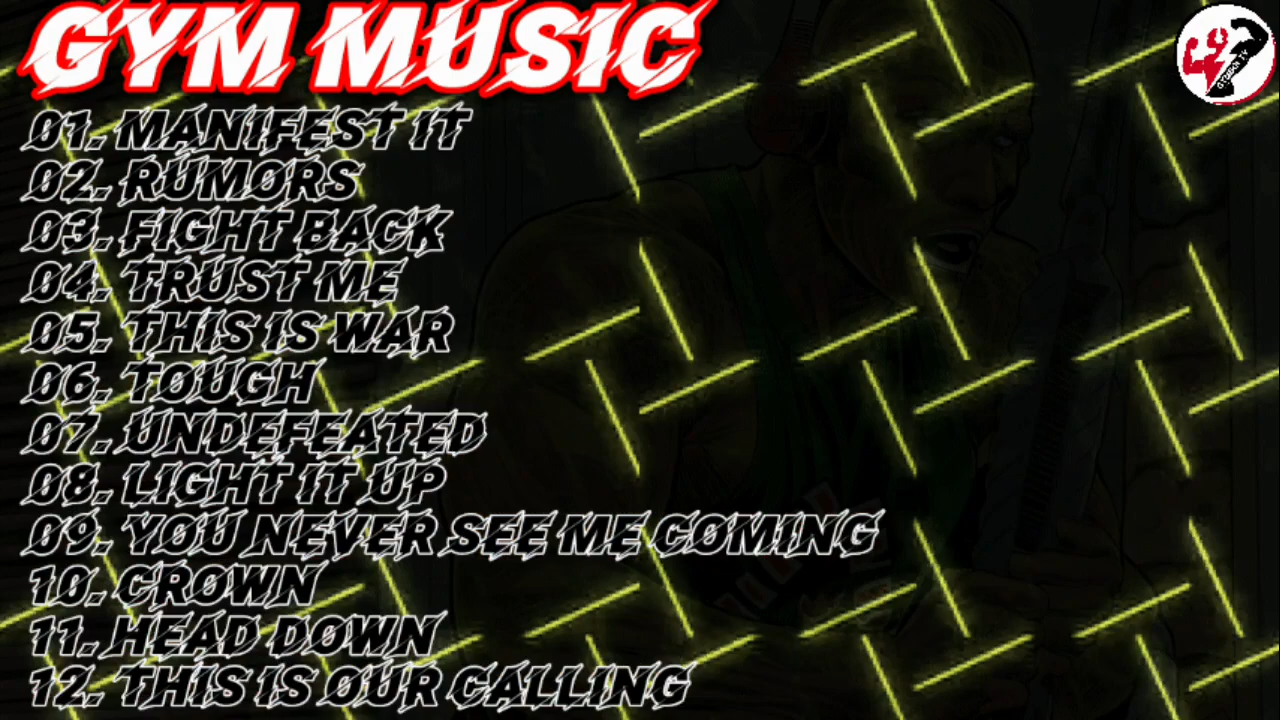 GYM MUSIC
01. MANIFEST IT
02. RUMORS
03. FIGHT BACK
04. TRUST ME
05. THIS IS WAR
06. TOUGH
07. UNDEFEATED
08. LIGHT IT UP
09. YOU NEVER SEE ME COMING
10. CROWN
11. HEAD DOWN
12. THIS IS OUR CALLING